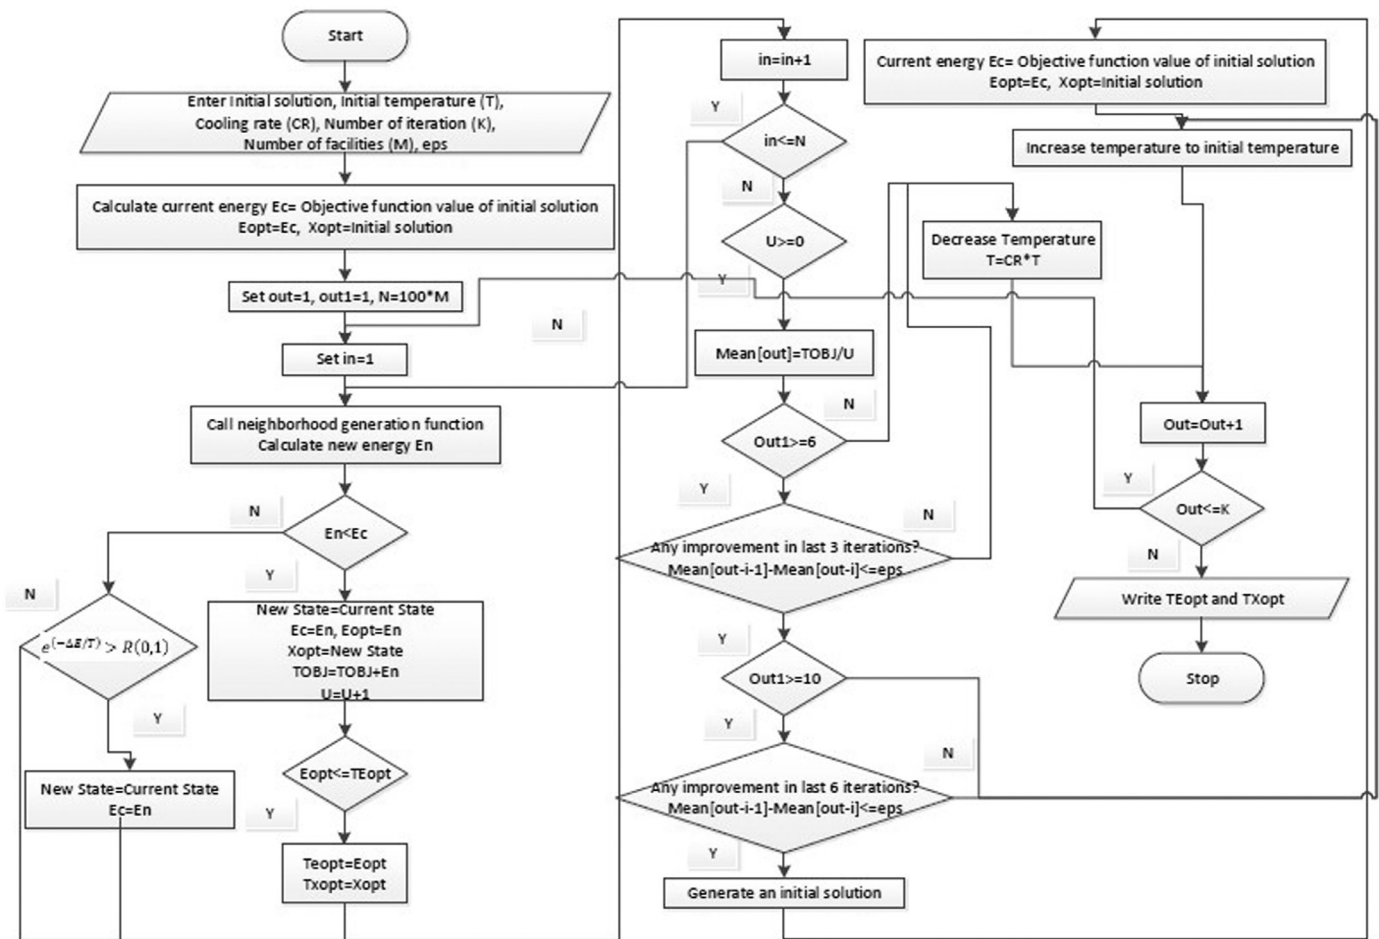 Start
Enter Initial solution, Initial temperature (T),
Cooling rate (CR), Number of iteration (K),
Number of facilities (M), eps
Calculate current energy Ec= Objective function value of initial solution
Eopt=Ec, Xopt=Initial solution
Set out=1, out1=1, N=100*M
N
Set in=1
Call neighborhood generation function
Calculate new energy En
N
En<Ec
Y
N
e^(−ΔE/T) > R(0,1)
Y
New State=Current State
Ec=En
New State=Current State
Ec=En, Eopt=En
Xopt=New State
TOBJ=TOBJ+En
U=U+1
Eopt<=TEopt
Y
Teopt=Eopt
Txopt=Xopt
in=in+1
Y
in<=N
N
U>=0
Y
Mean[out]=TOBJ/U
N
Out1>=6
Y
N
Any improvement in last 3 iterations?
Mean[out-i-1]-Mean[out-i]<=eps
Y
Out1>=10
Y
N
Any improvement in last 6 iterations?
Mean[out-i-1]-Mean[out-i]<=eps
Y
Generate an initial solution
Current energy Ec= Objective function value of initial solution
Eopt=Ec, Xopt=Initial solution
Increase temperature to initial temperature
Decrease Temperature
T=CR*T
Out=Out+1
Y
Out<=K
N
Write TEopt and TXopt
Stop